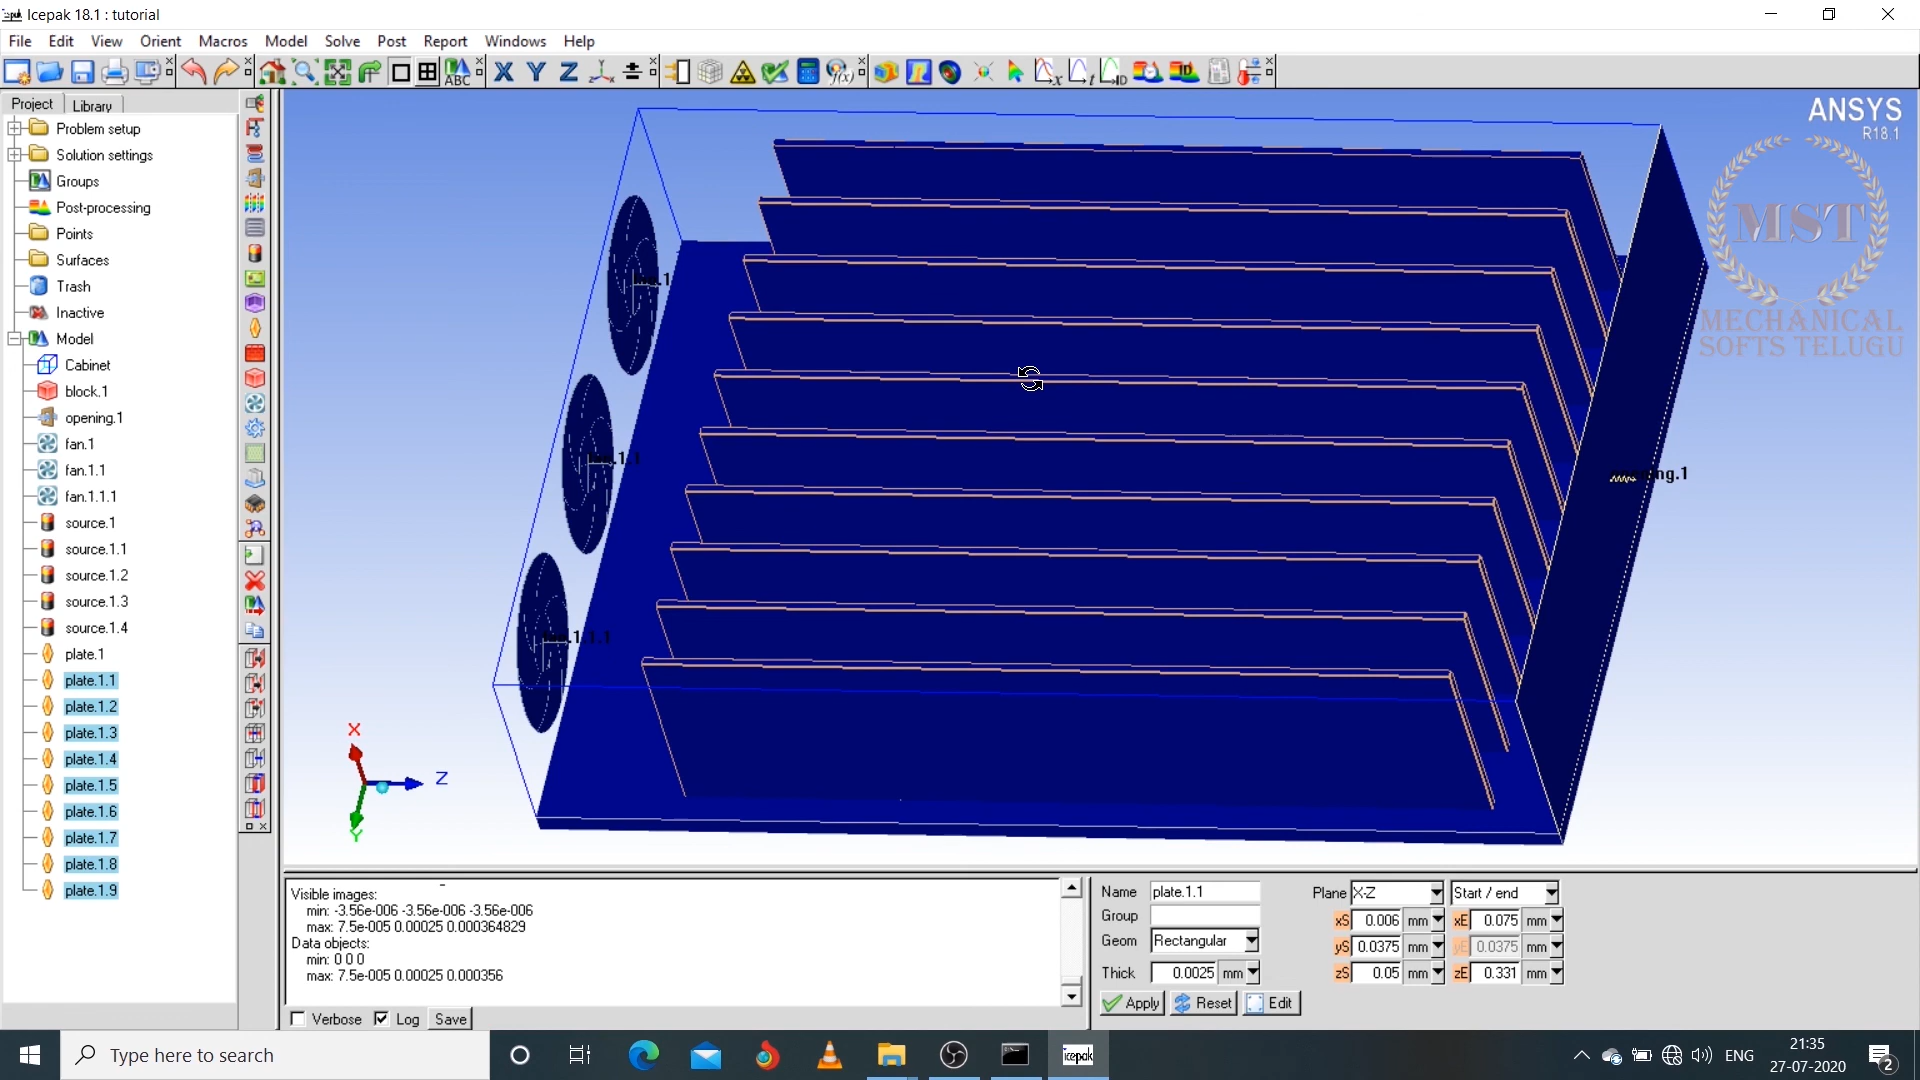 Icepak 18.1 : tutorial
File Edit View Orient Macros Model Solve Post Report Windows Help
Project Library
Problem setup
Solution settings
Groups
Post-processing
Points
Surfaces
Trash
Inactive
Model
Cabinet
block.1
opening.1
fan.1
fan.1.1
fan.1.1.1
source.1
source.1.1
source.1.2
source.1.3
source.1.4
plate.1
plate.1.1
plate.1.2
plate.1.3
plate.1.4
plate.1.5
plate.1.6
plate.1.7
plate.1.8
plate.1.9
ANSYS
R18.1
MST
MECHANICAL
SOFTS TELUGU
X
Z
Y
Visible images:
min: -3.56e-006 -3.56e-006 -3.56e-006
max: 7.5e-005 0.00025 0.000364829
Data objects:
min: 0 0 0
max: 7.5e-005 0.00025 0.000356
Verbose Log Save
Name plate.1.1 Plane X-Z Start / end
Group xS 0.006 mm xE 0.075 mm
Geom Rectangular yS 0.0375 mm yE 0.0375 mm
Thick 0.0025 mm zS 0.05 mm zE 0.331 mm
Apply Reset Edit
Type here to search
icepak
ENG
21:35
27-07-2020
2